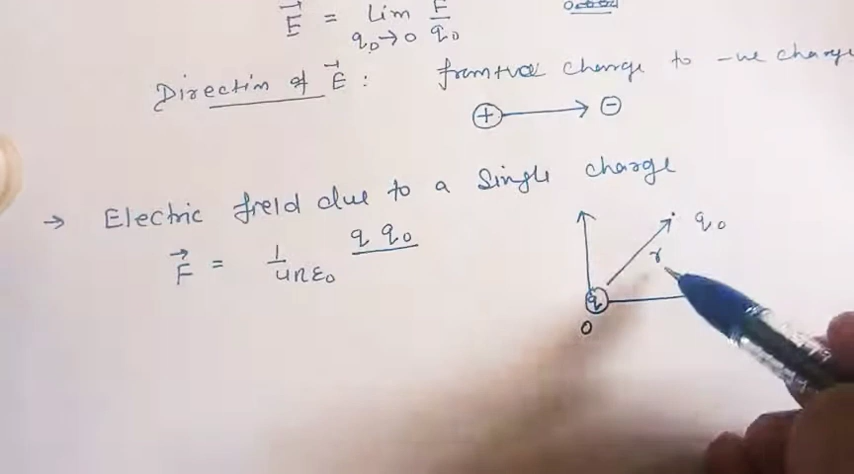 E⃗ = Lim q₀→0 F/q₀
Direction of E⃗ : from +ve charge to -ve charge
+ → −
→ Electric field due to a single charge
F⃗ = 1/4πε₀ q q₀
q₀
r
q
O